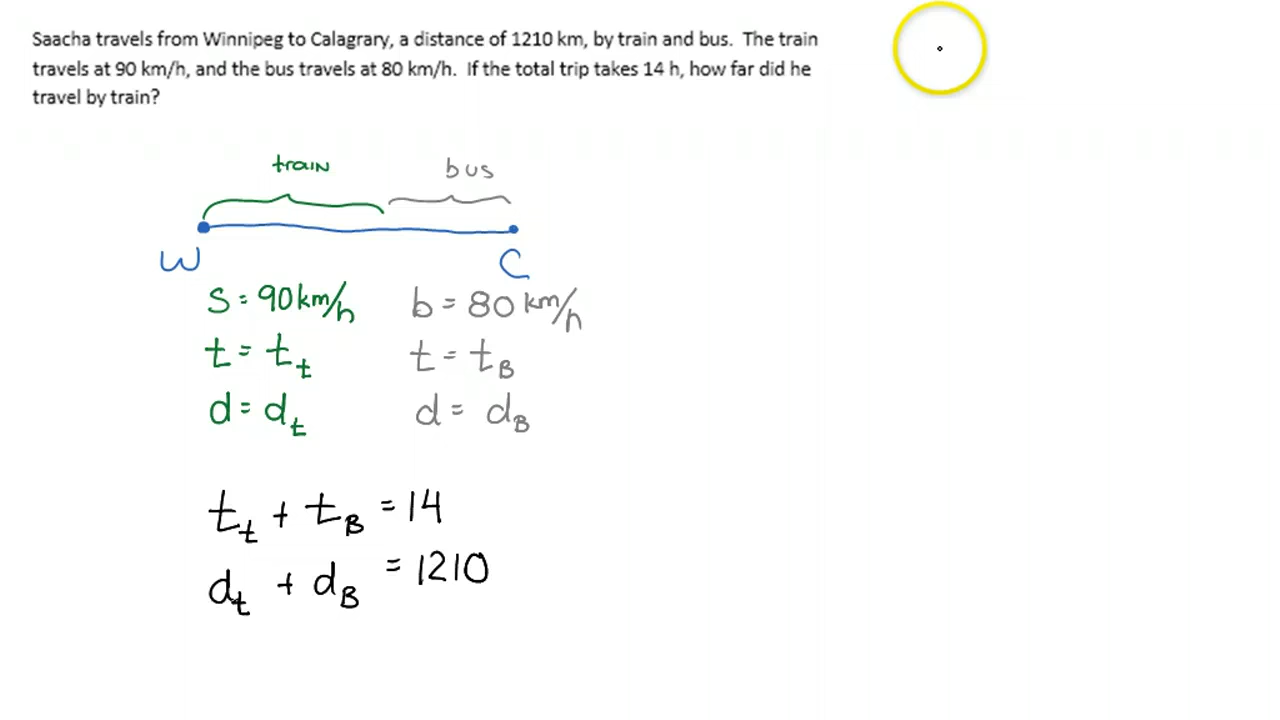 Saacha travels from Winnipeg to Calagrary, a distance of 1210 km, by train and bus. The train
travels at 90 km/h, and the bus travels at 80 km/h. If the total trip takes 14 h, how far did he
travel by train?
train bus
W C
s = 90 km/h b = 80 km/h
t = t_t t = t_B
d = d_t d = d_B
t_t + t_B = 14
d_t + d_B = 1210